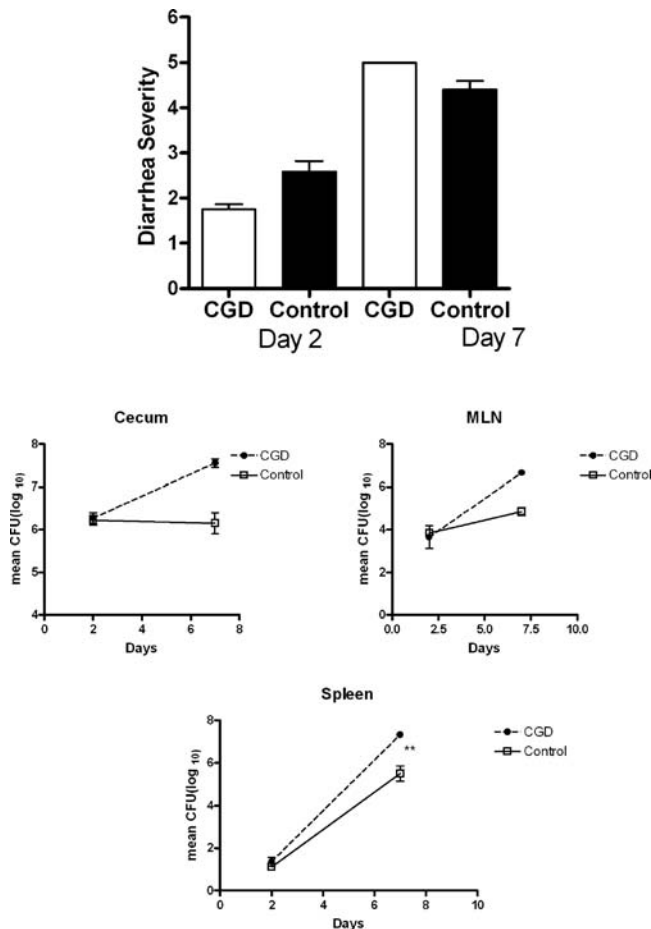 Diarrhea Severity
6
5
4
3
2
1
0
CGD Control CGD Control
Day 2 Day 7
Cecum
mean CFU(log 10)
8
7
6
5
4
0 2 4 6 8
Days
CGD
Control
MLN
mean CFU(log 10)
8
6
4
2
0
0.0 2.5 5.0 7.5 10.0
Days
CGD
Control
Spleen
mean CFU(log 10)
8
6
4
2
0
0 2 4 6 8 10
Days
**
CGD
Control